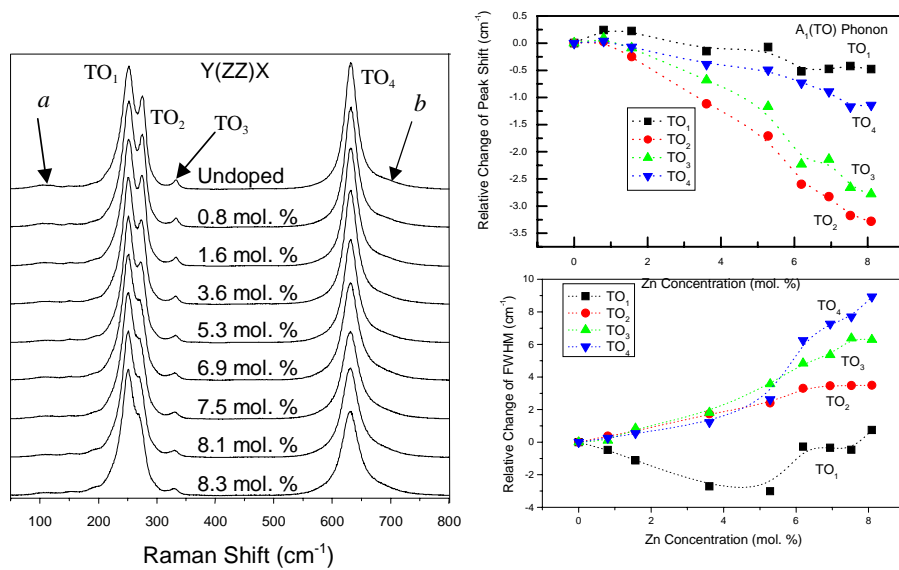 Y(ZZ)X
TO1
TO2
TO3
TO4
a
b
Undoped
0.8 mol. %
1.6 mol. %
3.6 mol. %
5.3 mol. %
6.9 mol. %
7.5 mol. %
8.1 mol. %
8.3 mol. %
100 200 300 400 500 600 700 800
Raman Shift (cm-1)
A1(TO) Phonon
Relative Change of Peak Shift (cm-1)
0.5
0.0
-0.5
-1.0
-1.5
-2.0
-2.5
-3.0
-3.5
TO1
TO2
TO3
TO4
TO1
TO4
TO3
TO2
0 2 4 6 8
Zn Concentration (mol. %)
Relative Change of FWHM (cm-1)
10
8
6
4
2
0
-2
-4
TO1
TO2
TO3
TO4
TO4
TO3
TO2
TO1
0 2 4 6 8
Zn Concentration (mol. %)